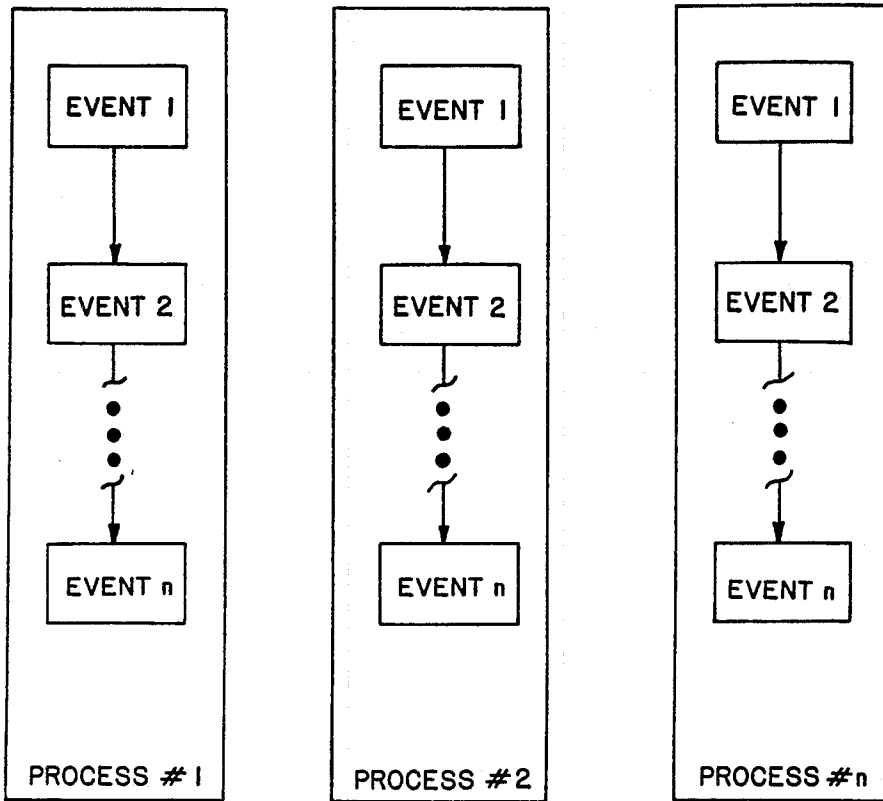 EVENT 1
EVENT 2
EVENT n
PROCESS #1
EVENT 1
EVENT 2
EVENT n
PROCESS #2
EVENT 1
EVENT 2
EVENT n
PROCESS #n